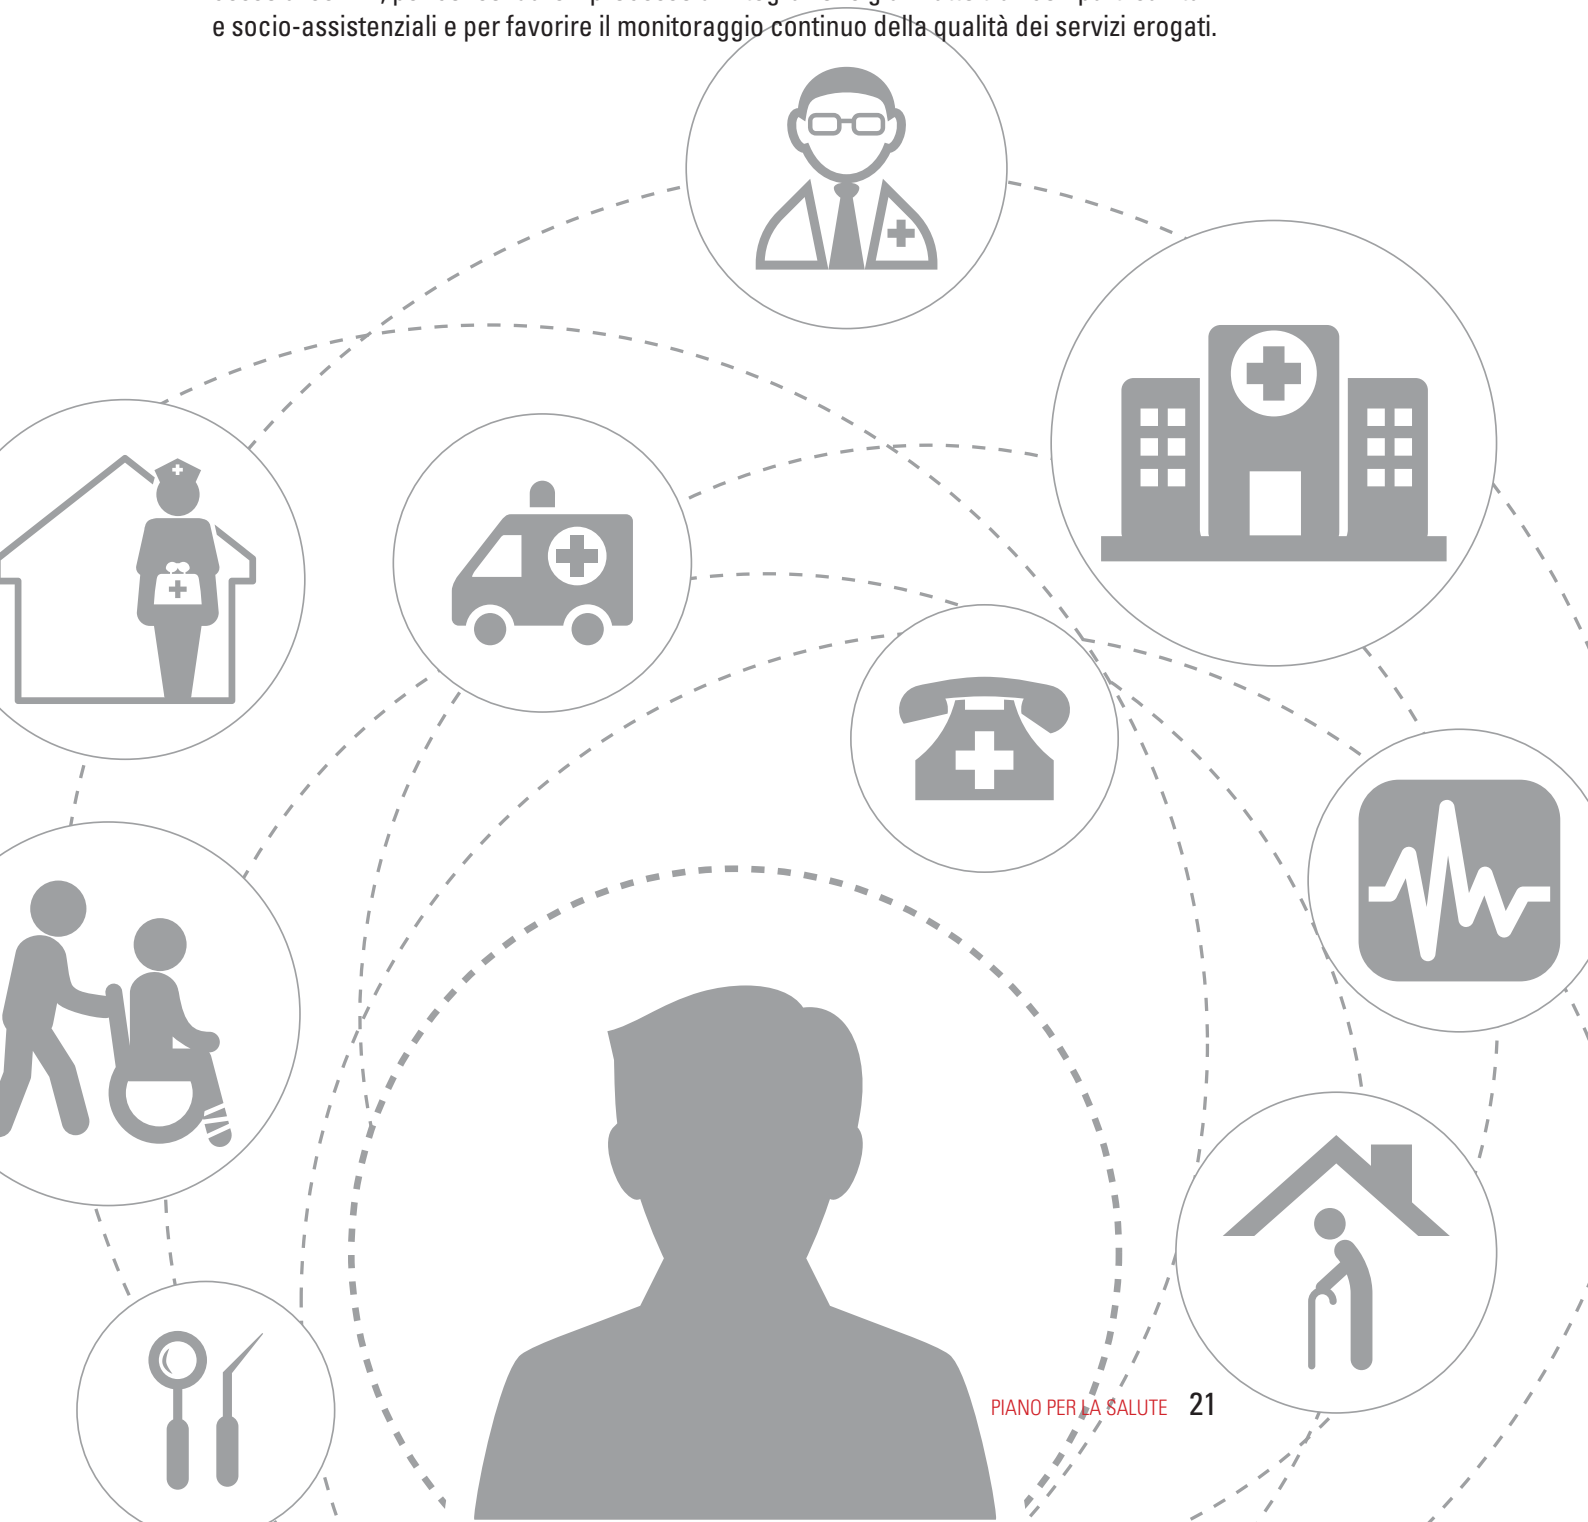 e socio-assistenziali e per favorire il monitoraggio continuo della qualità dei servizi erogati.
PIANO PER LA SALUTE 21